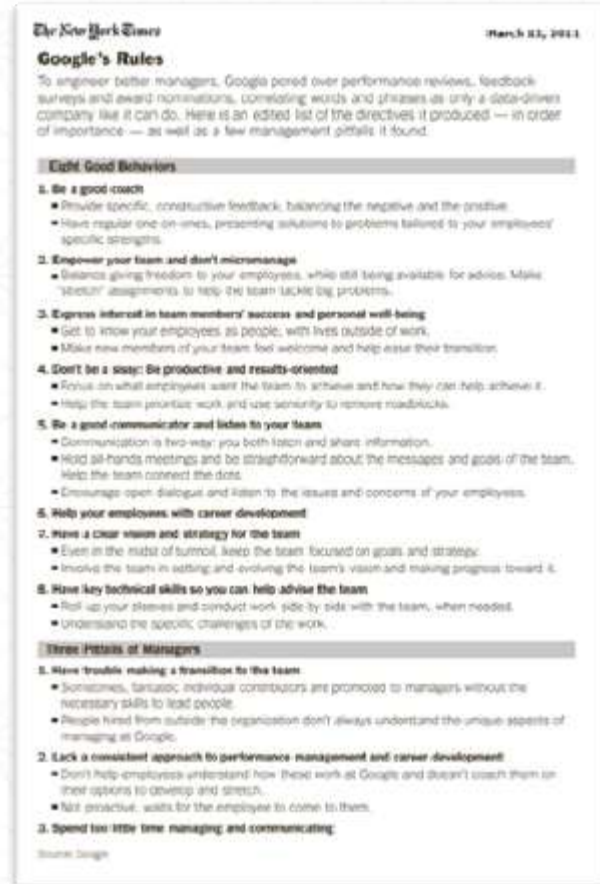 The New York Times
March 12, 2011
Google's Rules
To engineer better managers, Google pored over performance reviews, feedback
surveys and award nominations, correlating words and phrases as only a data-driven
company like it can do. Here is an edited list of the directives it produced — in order
of importance — as well as a few management pitfalls it found.
Eight Good Behaviors
1. Be a good coach
▪ Provide specific, constructive feedback, balancing the negative and the positive.
▪ Have regular one-on-ones, presenting solutions to problems tailored to your employees'
specific strengths.
2. Empower your team and don't micromanage
▪ Balance giving freedom to your employees, while still being available for advice. Make
"stretch" assignments to help the team tackle big problems.
3. Express interest in team members' success and personal well-being
▪ Get to know your employees as people, with lives outside of work.
▪ Make new members of your team feel welcome and help ease their transition.
4. Don't be a sissy: Be productive and results-oriented
▪ Focus on what employees want the team to achieve and how they can help achieve it.
▪ Help the team prioritize work and use seniority to remove roadblocks.
5. Be a good communicator and listen to your team
▪ Communication is two-way: you both listen and share information.
▪ Hold all-hands meetings and be straightforward about the messages and goals of the team.
Help the team connect the dots.
▪ Encourage open dialogue and listen to the issues and concerns of your employees.
6. Help your employees with career development
7. Have a clear vision and strategy for the team
▪ Even in the midst of turmoil, keep the team focused on goals and strategy.
▪ Involve the team in setting and evolving the team's vision and making progress toward it.
8. Have key technical skills so you can help advise the team
▪ Roll up your sleeves and conduct work side by side with the team, when needed.
▪ Understand the specific challenges of the work.
Three Pitfalls of Managers
1. Have trouble making a transition to the team
▪ Sometimes, fantastic individual contributors are promoted to managers without the
necessary skills to lead people.
▪ People hired from outside the organization don't always understand the unique aspects of
managing at Google.
2. Lack a consistent approach to performance management and career development
▪ Don't help employees understand how these work at Google and doesn't coach them on
their options to develop and stretch.
▪ Not proactive, waits for the employee to come to them.
3. Spend too little time managing and communicating
Source: Google